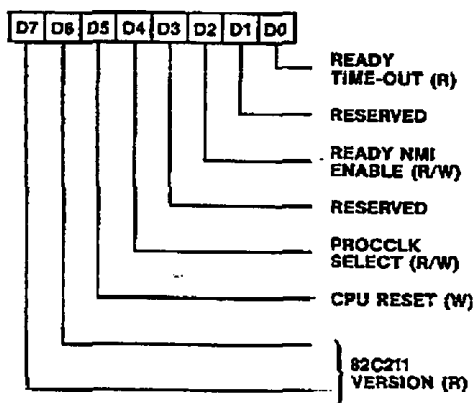 D7 D6 D5 D4 D3 D2 D1 D0
READY
TIME-OUT (R)
RESERVED
READY NMI
ENABLE (R/W)
RESERVED
PROCCLK
SELECT (R/W)
CPU RESET (W)
82C211
VERSION (R)